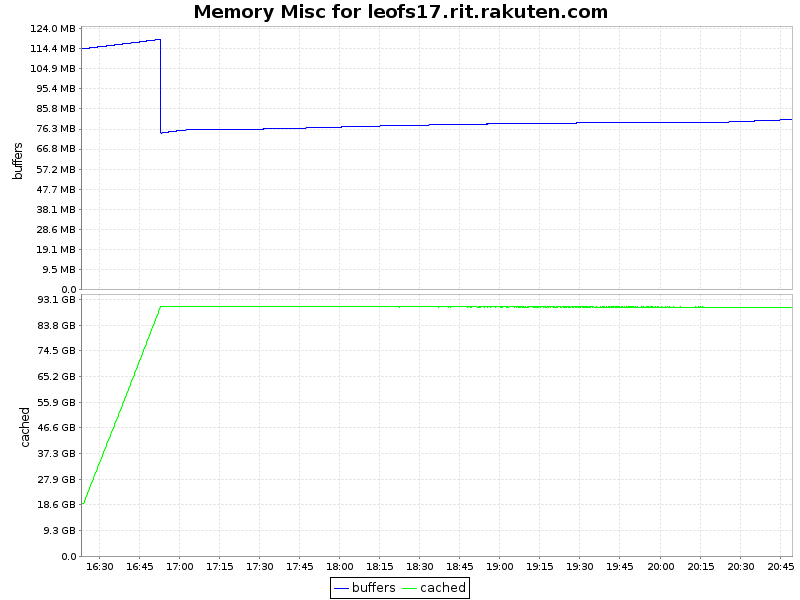 Memory Misc for leofs17.rit.rakuten.com
124.0 MB
114.4 MB
104.9 MB
95.4 MB
85.8 MB
76.3 MB
66.8 MB
57.2 MB
47.7 MB
38.1 MB
28.6 MB
19.1 MB
9.5 MB
0.0
buffers
93.1 GB
83.8 GB
74.5 GB
65.2 GB
55.9 GB
46.6 GB
37.3 GB
27.9 GB
18.6 GB
9.3 GB
0.0
cached
16:30 16:45 17:00 17:15 17:30 17:45 18:00 18:15 18:30 18:45 19:00 19:15 19:30 19:45 20:00 20:15 20:30 20:45
buffers cached